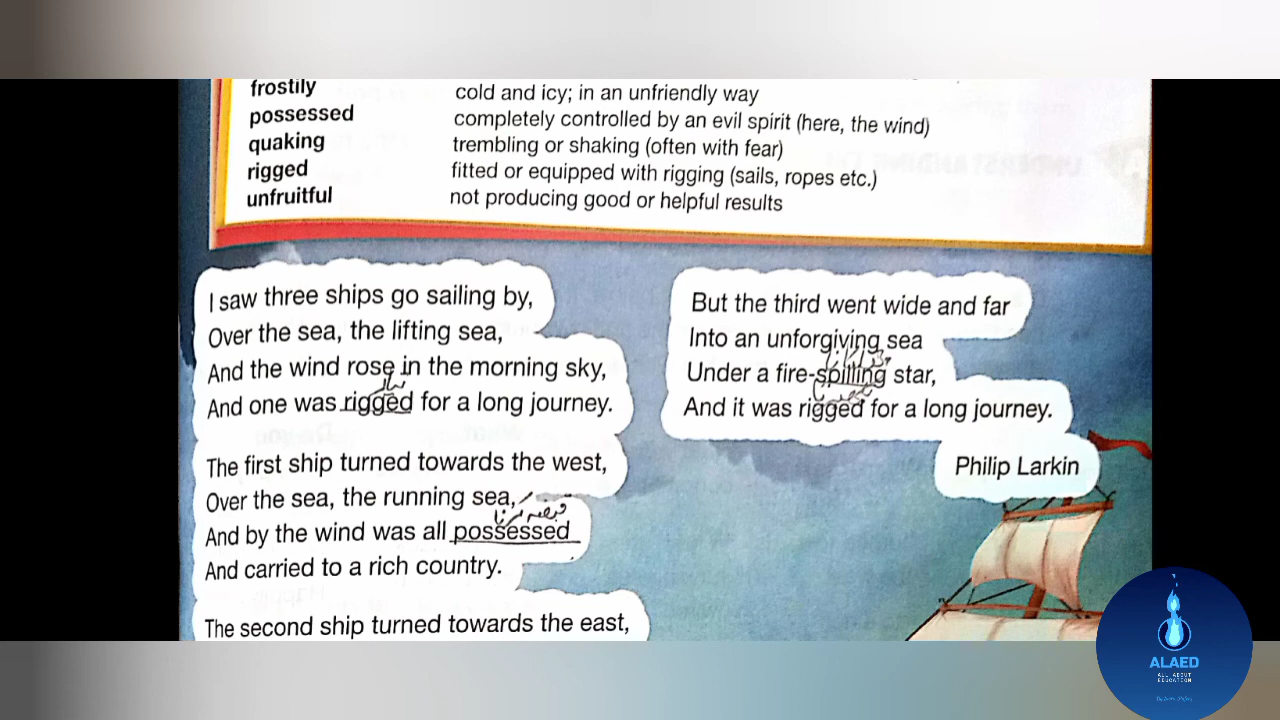 frostily cold and icy; in an unfriendly way
possessed completely controlled by an evil spirit (here, the wind)
quaking trembling or shaking (often with fear)
rigged fitted or equipped with rigging (sails, ropes etc.)
unfruitful not producing good or helpful results
I saw three ships go sailing by,
Over the sea, the lifting sea,
And the wind rose in the morning sky,
And one was rigged for a long journey.
The first ship turned towards the west,
Over the sea, the running sea,
And by the wind was all possessed
And carried to a rich country.
The second ship turned towards the east,
But the third went wide and far
Into an unforgiving sea
Under a fire-spilling star,
And it was rigged for a long journey.
Philip Larkin
ALAED
ALL ABOUT
EDUCATION